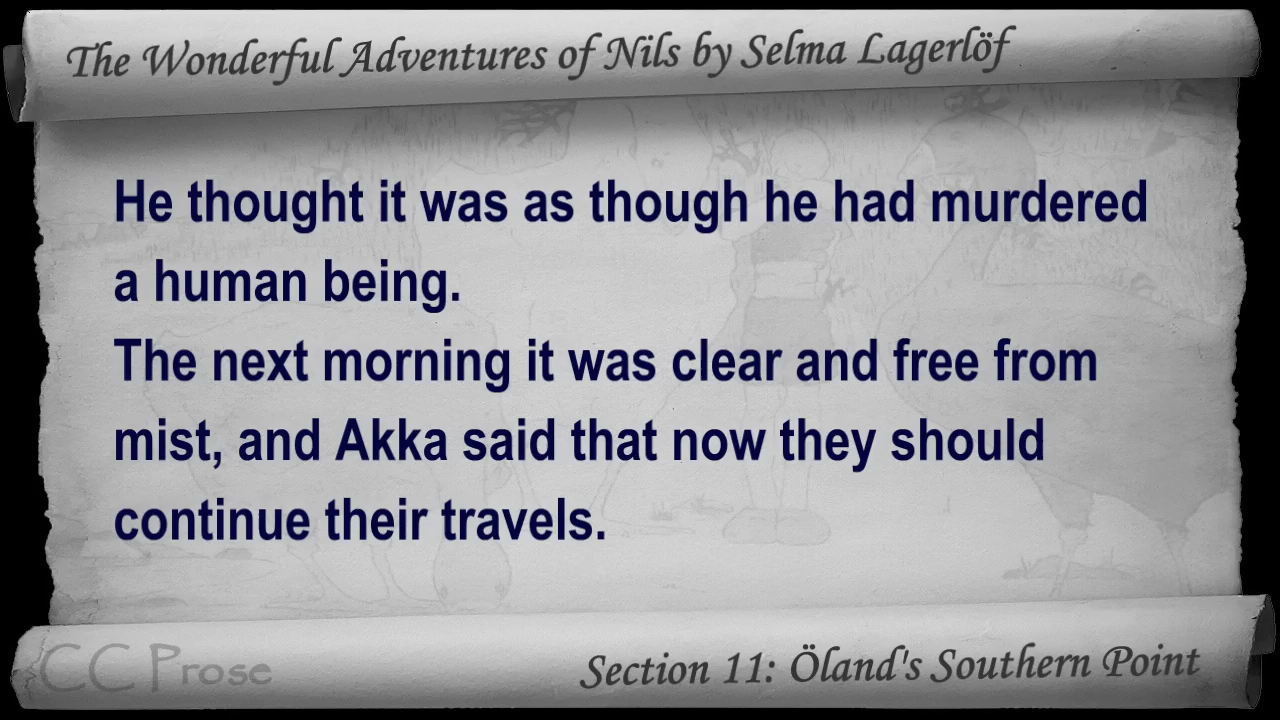 The Wonderful Adventures of Nils by Selma Lagerlöf
He thought it was as though he had murdered
a human being.
The next morning it was clear and free from
mist, and Akka said that now they should
continue their travels.
CC Prose
Section 11: Öland's Southern Point